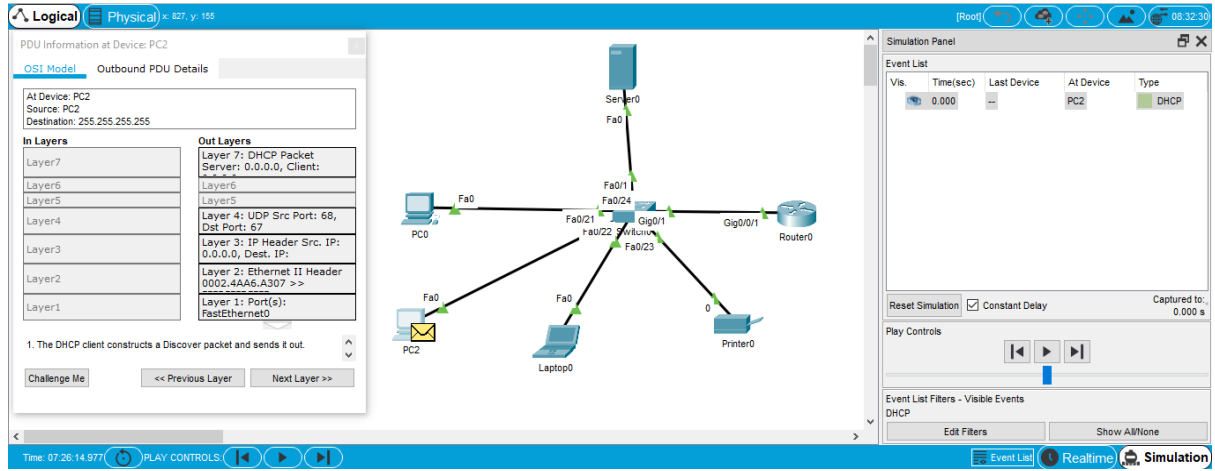 Logical Physical x: 827, y: 155 [Root] 08:32:30
PDU Information at Device: PC2
OSI Model Outbound PDU Details
At Device: PC2
Source: PC2
Destination: 255.255.255.255
In Layers Out Layers
Layer7 Layer 7: DHCP Packet
Server: 0.0.0.0, Client:
Layer6 Layer6
Layer5 Layer5
Layer4 Layer 4: UDP Src Port: 68,
Dst Port: 67
Layer3 Layer 3: IP Header Src. IP:
0.0.0.0, Dest. IP:
Layer2 Layer 2: Ethernet II Header
0002.4AA6.A307 >>
Layer1 Layer 1: Port(s):
FastEthernet0
1. The DHCP client constructs a Discover packet and sends it out.
Challenge Me << Previous Layer Next Layer >>
Server0
Fa0
Fa0/1
Fa0/24
Fa0
PC0
Fa0/21
Gig0/1
Gig0/0/1
Router0
Fa0/22 Switch0
Fa0/23
Fa0
PC2
Fa0
Laptop0
0
Printer0
Simulation Panel
Event List
Vis. Time(sec) Last Device At Device Type
0.000 -- PC2 DHCP
Reset Simulation Constant Delay
Captured to:
0.000 s
Play Controls
Event List Filters - Visible Events
DHCP
Edit Filters Show All/None
Time: 07:26:14.977 PLAY CONTROLS: Event List Realtime Simulation